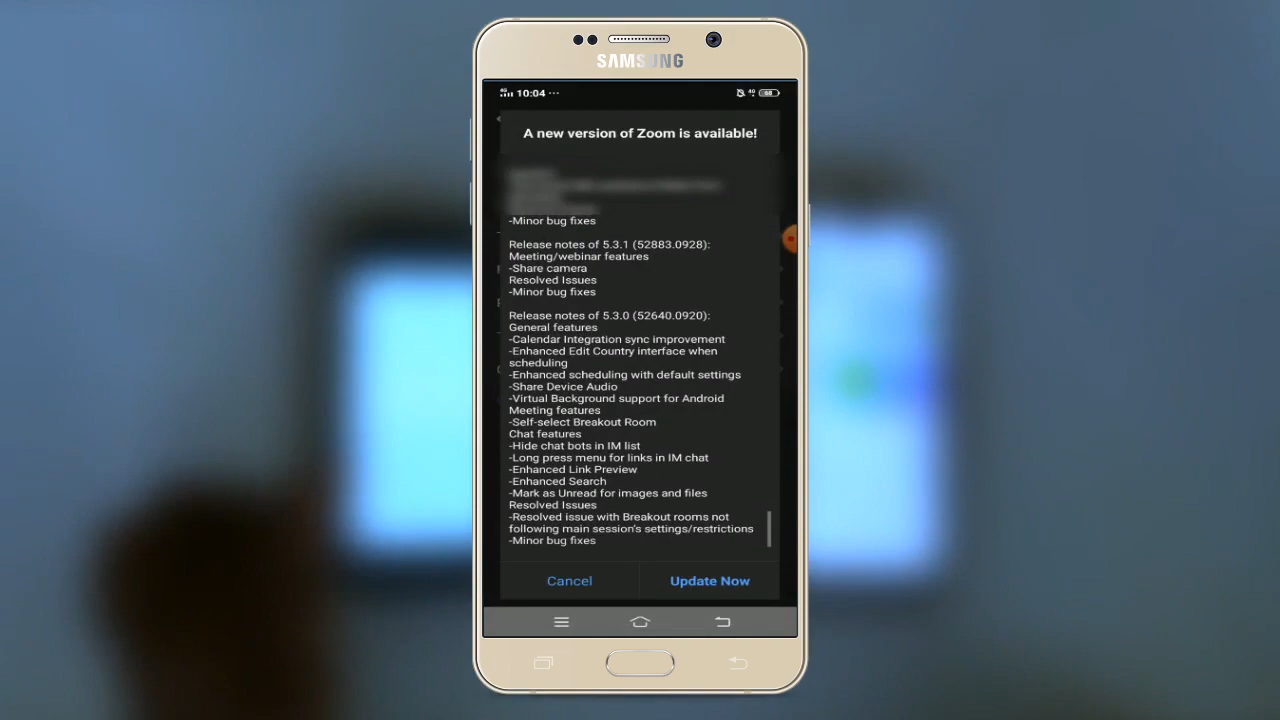 SAMSUNG
4G 10:04 ...
4G 68
A new version of Zoom is available!
-Minor bug fixes
Release notes of 5.3.1 (52883.0928):
Meeting/webinar features
-Share camera
Resolved Issues
-Minor bug fixes
Release notes of 5.3.0 (52640.0920):
General features
-Calendar Integration sync improvement
-Enhanced Edit Country interface when
scheduling
-Enhanced scheduling with default settings
-Share Device Audio
-Virtual Background support for Android
Meeting features
-Self-select Breakout Room
Chat features
-Hide chat bots in IM list
-Long press menu for links in IM chat
-Enhanced Link Preview
-Enhanced Search
-Mark as Unread for images and files
Resolved Issues
-Resolved issue with Breakout rooms not
following main session's settings/restrictions
-Minor bug fixes
Cancel
Update Now